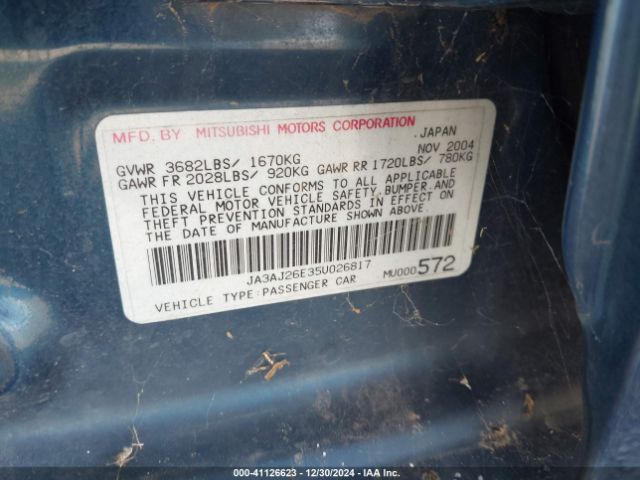 MFD. BY MITSUBISHI MOTORS CORPORATION
JAPAN
GVWR 3682LBS/ 1670KG NOV 2004
GAWR FR 2028LBS/ 920KG GAWR RR 1720LBS/ 780KG
THIS VEHICLE CONFORMS TO ALL APPLICABLE
FEDERAL MOTOR VEHICLE SAFETY,BUMPER,AND
THEFT PREVENTION STANDARDS IN EFFECT ON
THE DATE OF MANUFACTURE SHOWN ABOVE.
JA3AJ26E35U026817
VEHICLE TYPE:PASSENGER CAR MU000572
000-41126623 - 12/30/2024 - © IAA Inc.